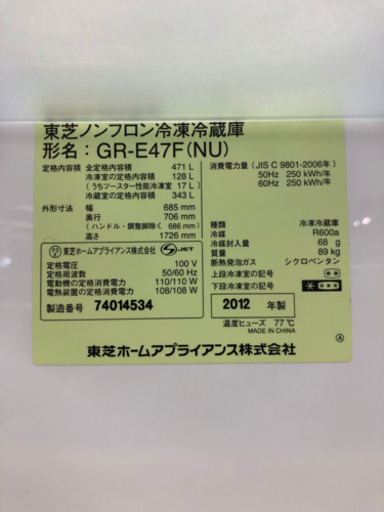 東芝ノンフロン冷凍冷蔵庫
形名：GR-E47F(NU)
定格内容積 全定格内容積 471 L
冷凍室の定格内容積 128 L
（うちツースター性能冷凍室 17 L）
冷蔵室の定格内容積 343 L
外形寸法 幅 685 mm
奥行 706 mm
（ハンドル・調整脚除く 686 mm）
高さ 1726 mm
消費電力量 (JIS C 9801-2006年)
50Hz 250 kWh/年
60Hz 250 kWh/年
種類 冷凍冷蔵庫
冷媒 R600a
冷媒封入量 68 g
質量 89 kg
断熱発泡ガス シクロペンタン
上段冷凍室の記号 **
下段冷凍室の記号 ****
東芝ホームアプライアンス株式会社 JET
定格電圧 100 V
定格周波数 50/60 Hz
電動機の定格消費電力 110/110 W
電熱装置の定格消費電力 108/108 W
製造番号 74014534
2012 年製
温度ヒューズ 77℃
MADE IN CHINA
東芝ホームアプライアンス株式会社
Ⓐ